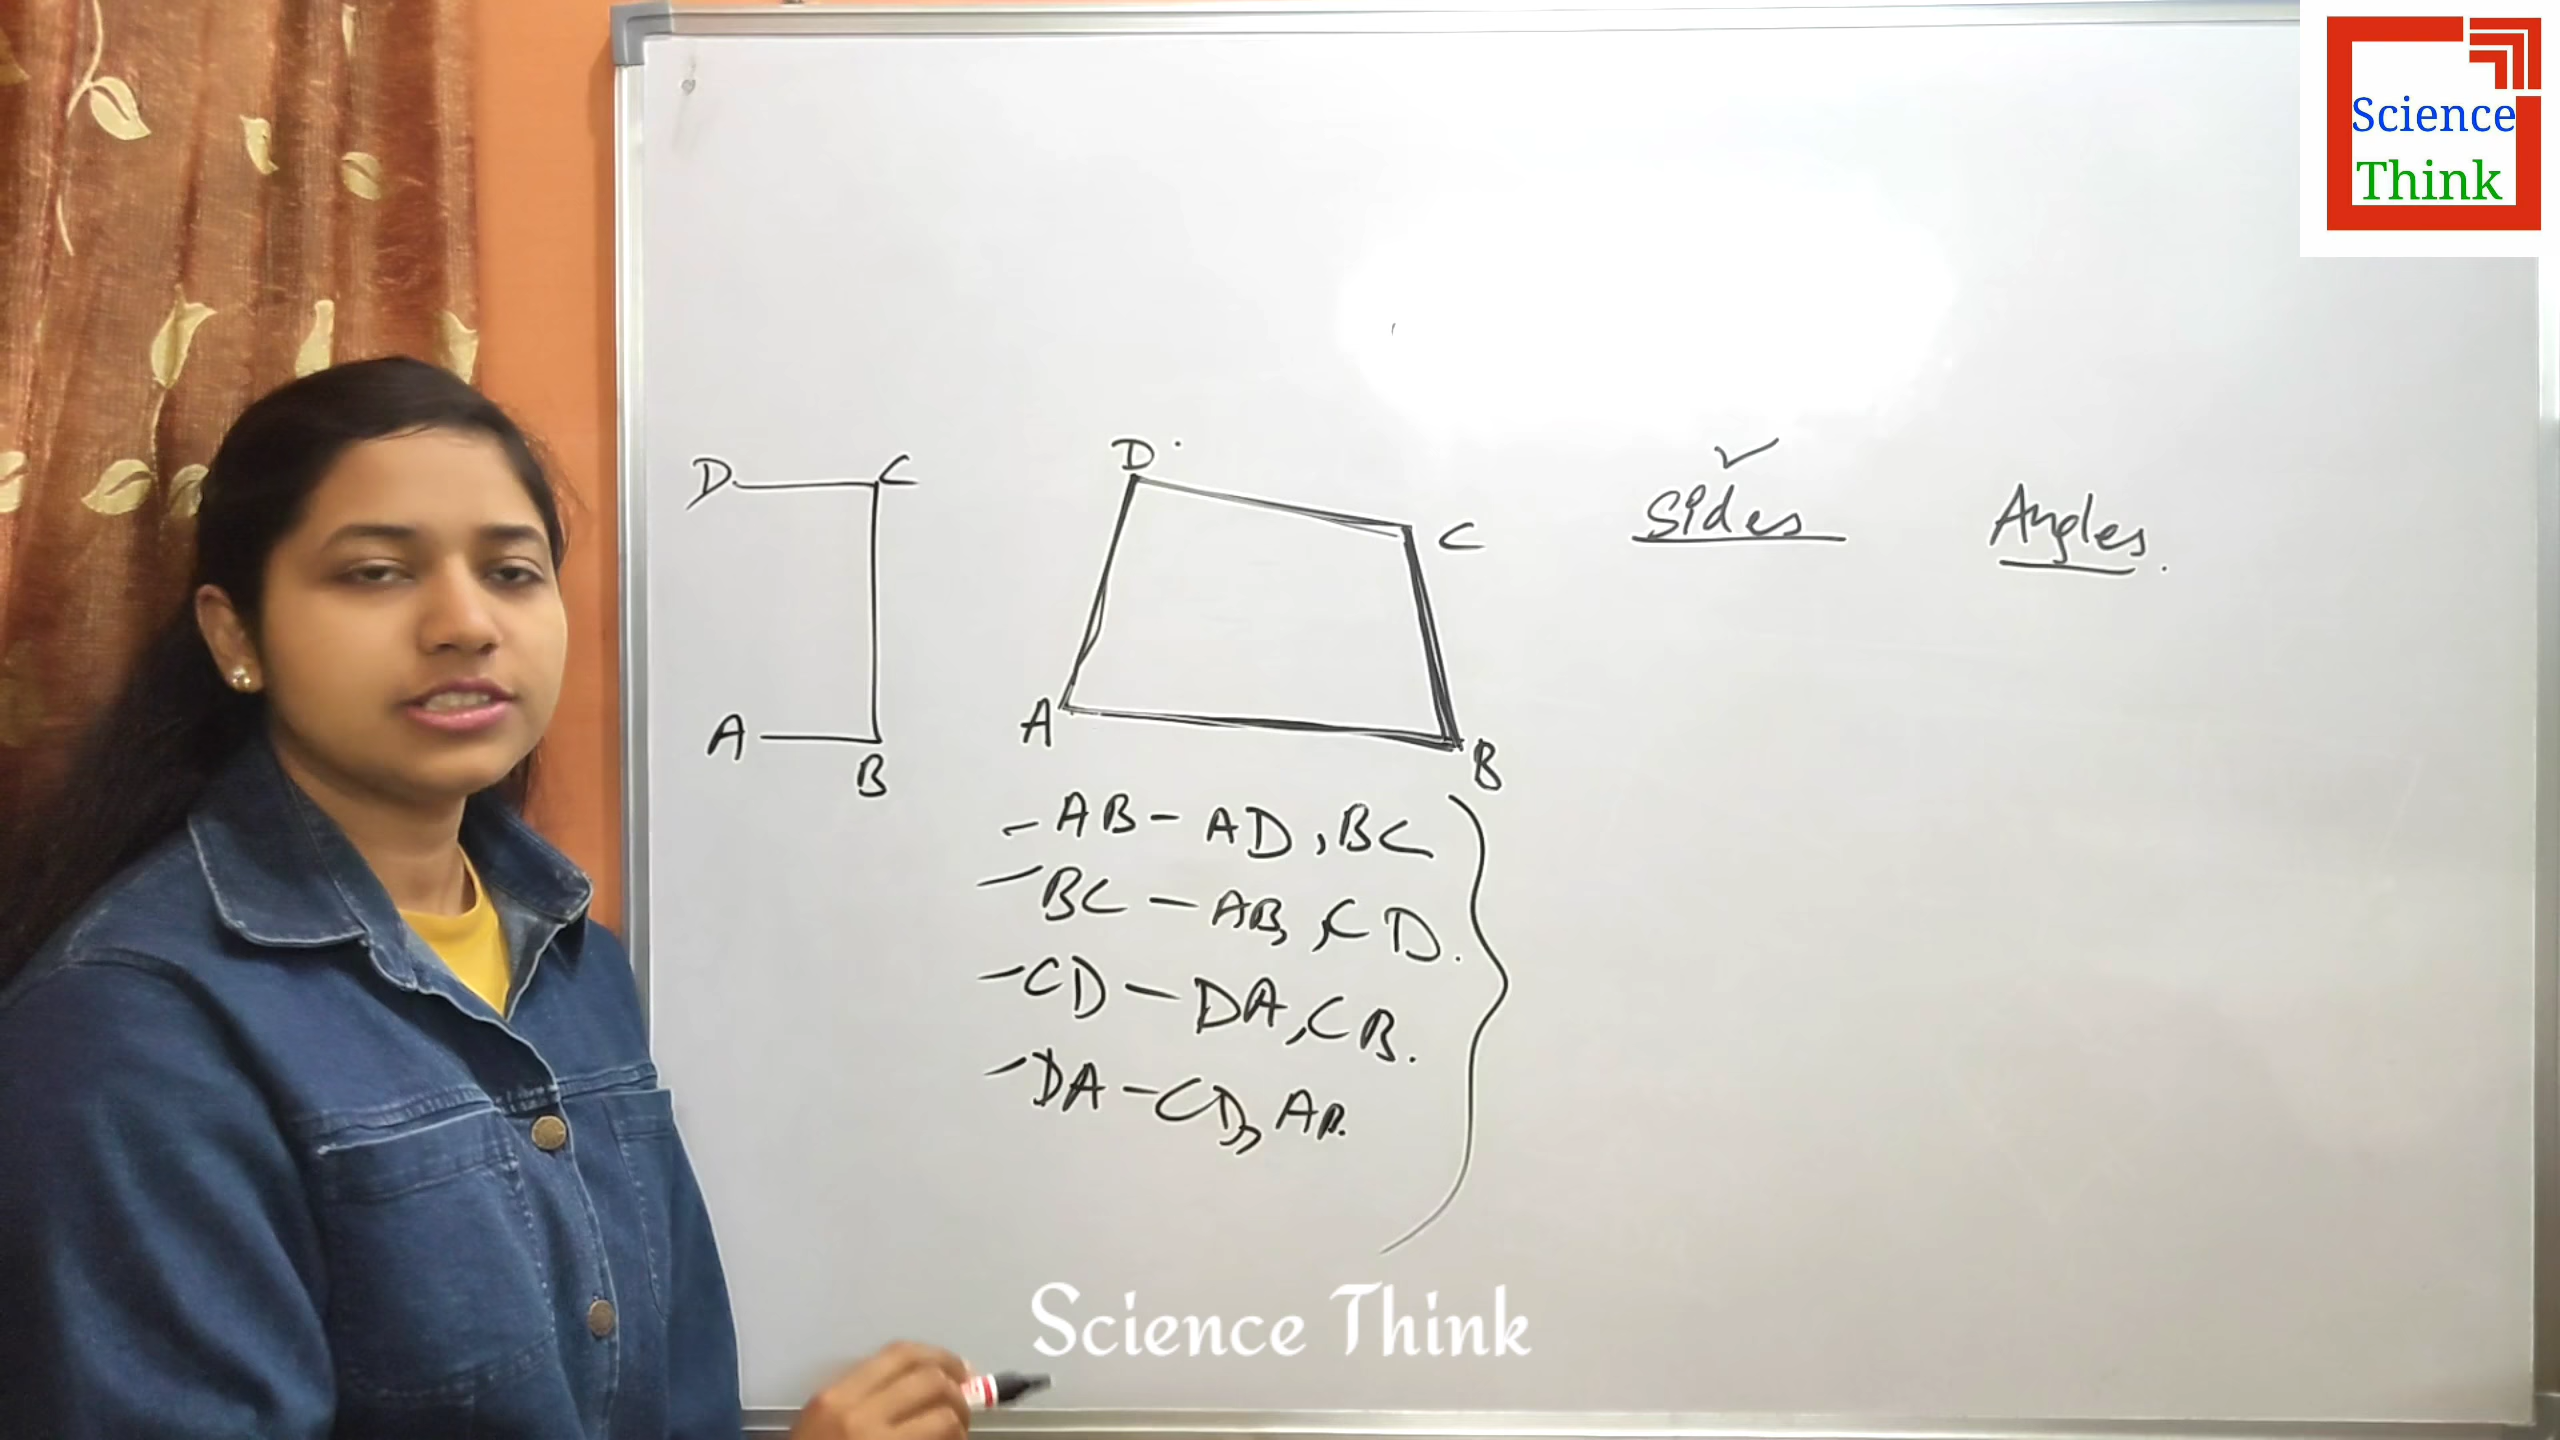 Science
Think
D C
A B
D
C
A
B
Sides
Angles.
- AB - AD, BC
- BC - AB, CD.
- CD - DA, CB.
- DA - CD, AB.
Science Think